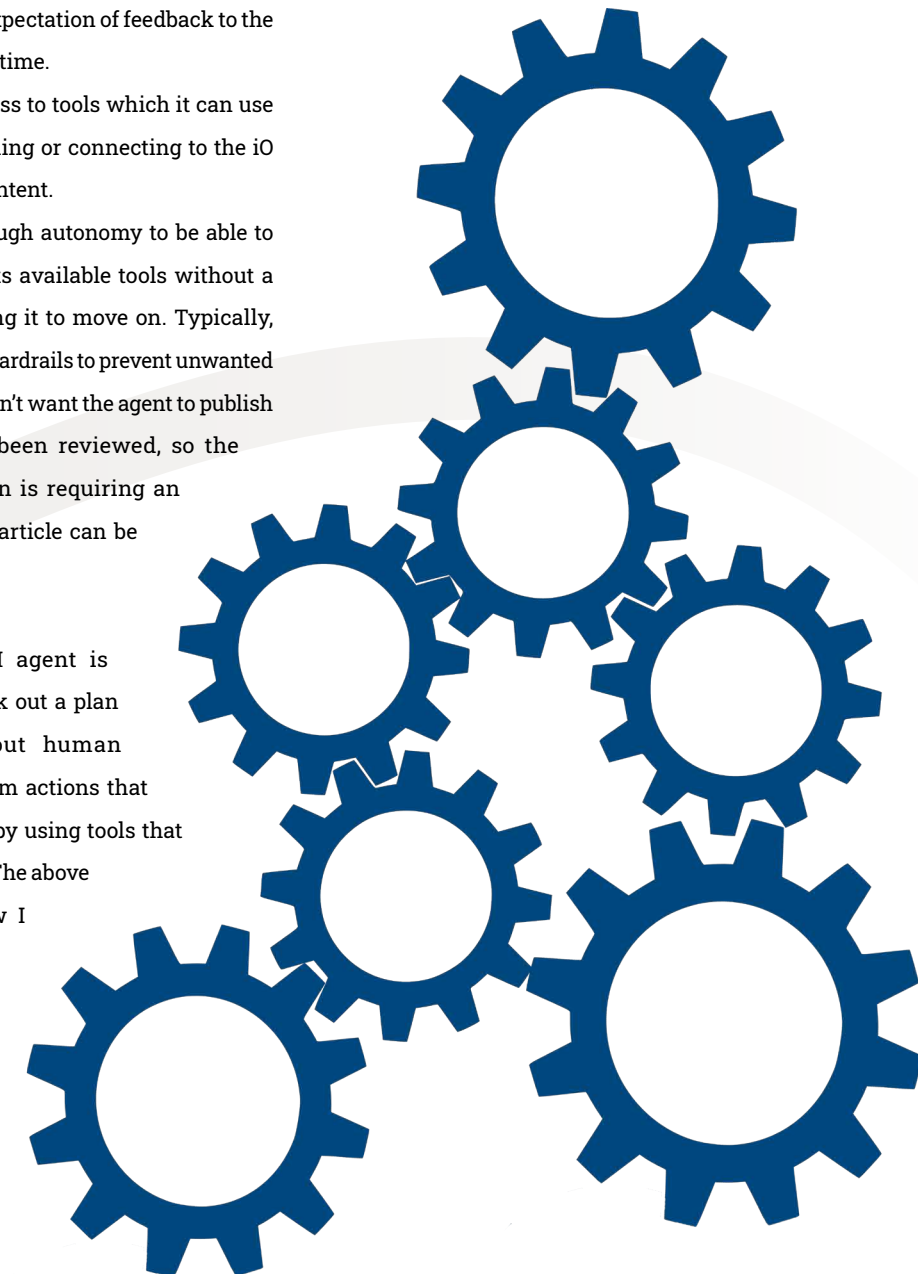 xpectation of feedback to the
time.
ss to tools which it can use
ing or connecting to the iO
ntent.
ugh autonomy to be able to
s available tools without a
ng it to move on. Typically,
ardrails to prevent unwanted
n’t want the agent to publish
been reviewed, so the
n is requiring an
article can be
I agent is
k out a plan
out human
m actions that
by using tools that
The above
w I